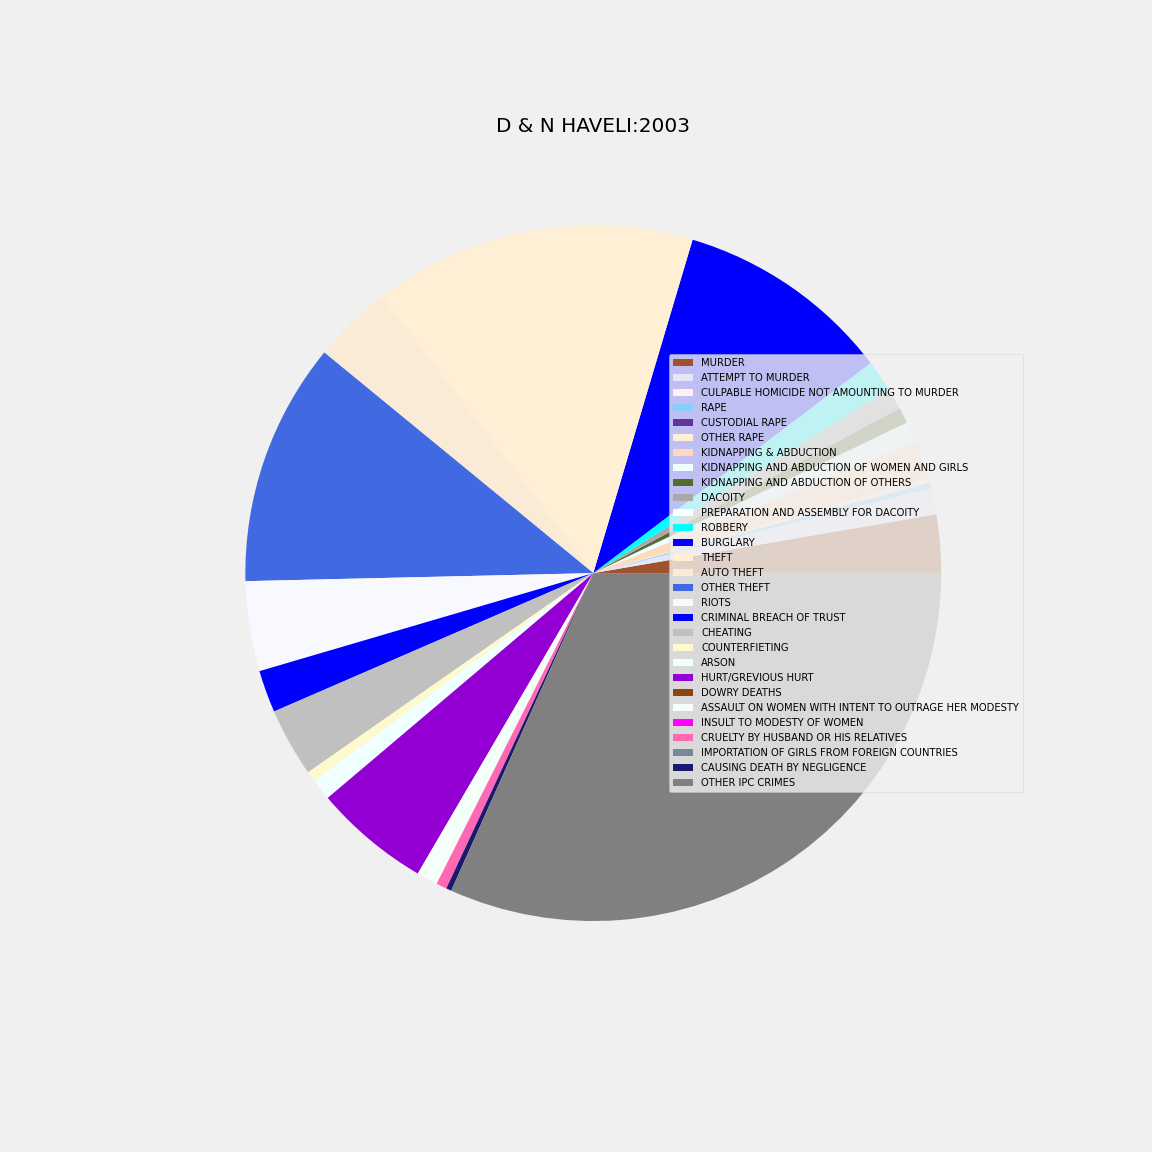 D & N HAVELI:2003
MURDER
ATTEMPT TO MURDER
CULPABLE HOMICIDE NOT AMOUNTING TO MURDER
RAPE
CUSTODIAL RAPE
OTHER RAPE
KIDNAPPING & ABDUCTION
KIDNAPPING AND ABDUCTION OF WOMEN AND GIRLS
KIDNAPPING AND ABDUCTION OF OTHERS
DACOITY
PREPARATION AND ASSEMBLY FOR DACOITY
ROBBERY
BURGLARY
THEFT
AUTO THEFT
OTHER THEFT
RIOTS
CRIMINAL BREACH OF TRUST
CHEATING
COUNTERFIETING
ARSON
HURT/GREVIOUS HURT
DOWRY DEATHS
ASSAULT ON WOMEN WITH INTENT TO OUTRAGE HER MODESTY
INSULT TO MODESTY OF WOMEN
CRUELTY BY HUSBAND OR HIS RELATIVES
IMPORTATION OF GIRLS FROM FOREIGN COUNTRIES
CAUSING DEATH BY NEGLIGENCE
OTHER IPC CRIMES